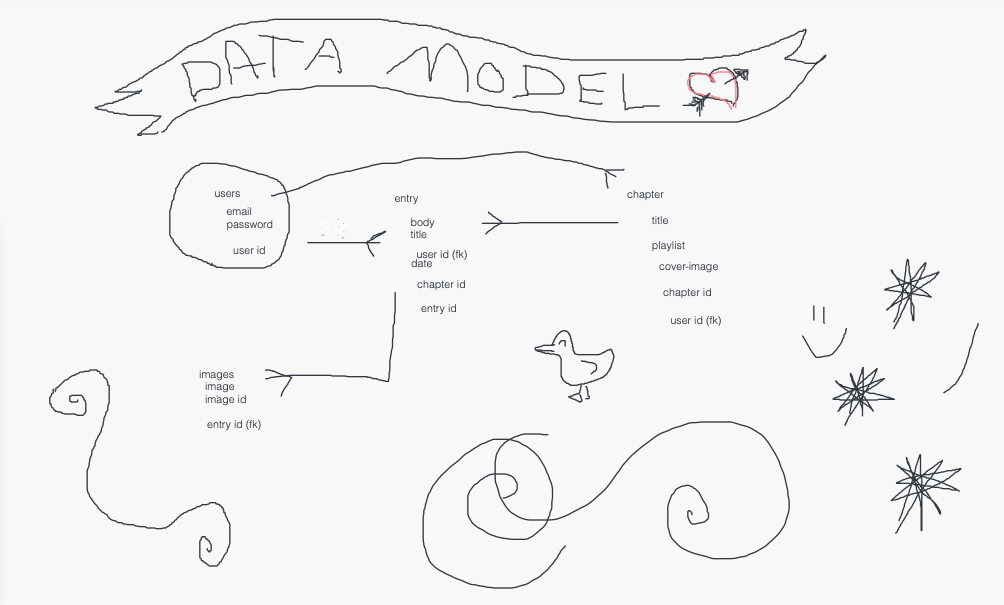 DATA MODEL
users
email
password
user id
entry
body
title
user id (fk)
date
chapter id
entry id
chapter
title
playlist
cover-image
chapter id
user id (fk)
images
image
image id
entry id (fk)